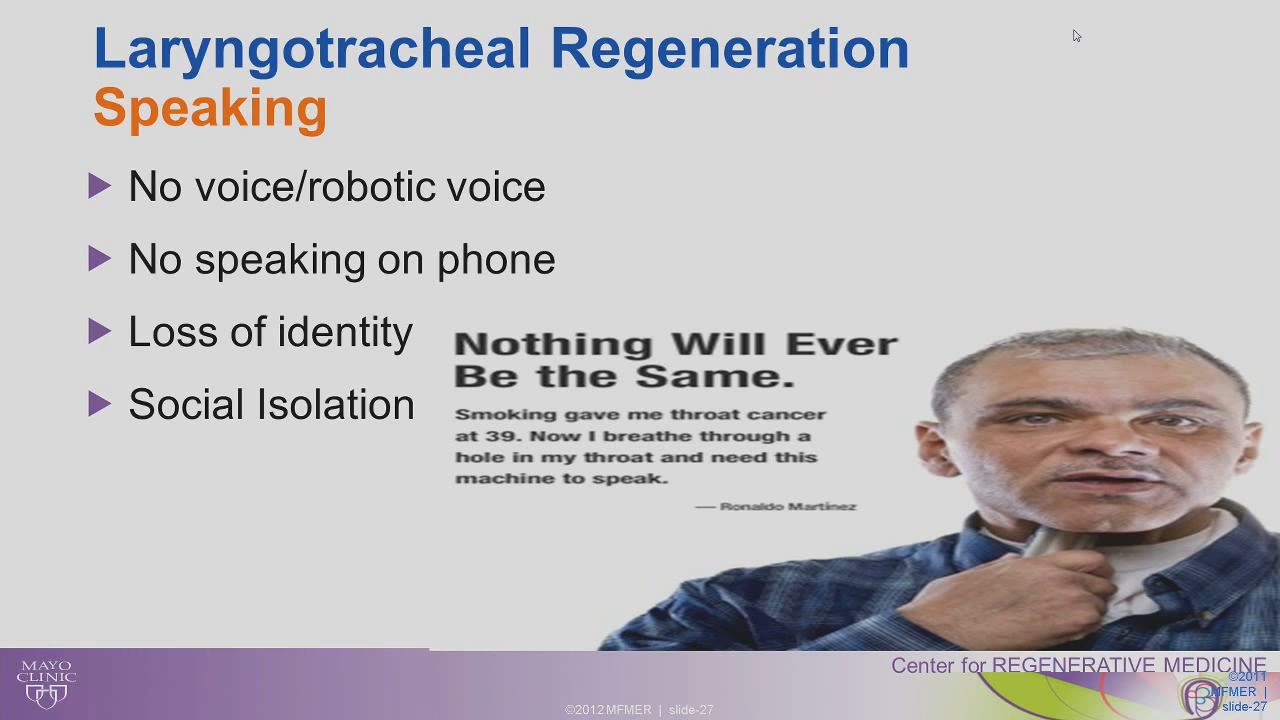 Laryngotracheal Regeneration
Speaking
No voice/robotic voice
No speaking on phone
Loss of identity
Social Isolation
Nothing Will Ever
Be the Same.
Smoking gave me throat cancer
at 39. Now I breathe through a
hole in my throat and need this
machine to speak.
— Ronaldo Martínez
MAYO
CLINIC
©2012 MFMER | slide-27
Center for REGENERATIVE MEDICINE
©2011
MFMER |
slide-27